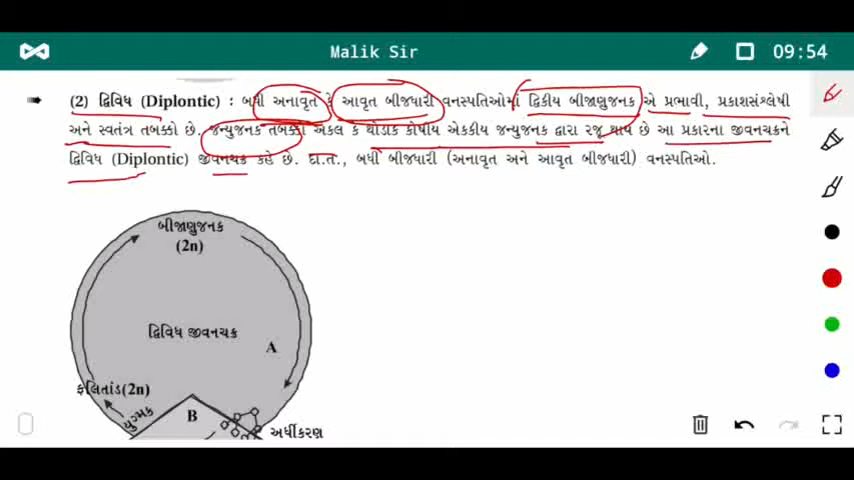 Malik Sir
09:54
(2) દ્વિવિધ (Diplontic) : બધી અનાવૃત કે આવૃત બીજધારી વનસ્પતિઓમાં દ્વિકીય બીજાણુજનક એ પ્રભાવી, પ્રકાશસંશ્લેષી
અને સ્વતંત્ર તબક્કો છે. જન્યુજનક તબક્કો એકલ કે થોડાક કોષીય એકકીય જન્યુજનક દ્વારા રજૂ થાય છે આ પ્રકારના જીવનચક્રને
દ્વિવિધ (Diplontic) જીવનચક્ર કહે છે. દા.ત., બધી બીજધારી (અનાવૃત અને આવૃત બીજધારી) વનસ્પતિઓ.
બીજાણુજનક
(2n)
દ્વિવિધ જીવનચક્ર
A
ફલિતાંડ(2n)
યુગ્મક
B
અર્ધીકરણ